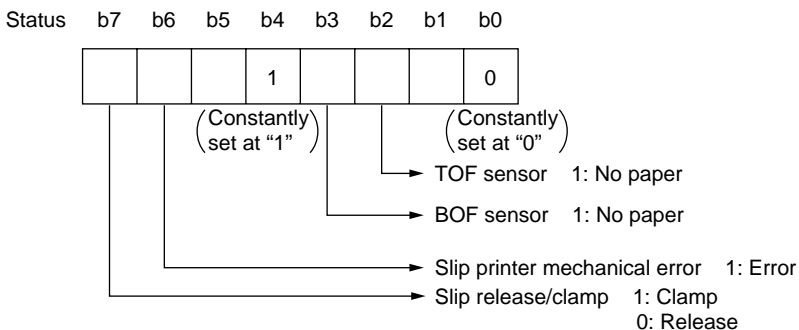 Status b7 b6 b5 b4 b3 b2 b1 b0
1 0
(Constantly set at “1”) (Constantly set at “0”)
TOF sensor 1: No paper
BOF sensor 1: No paper
Slip printer mechanical error 1: Error
Slip release/clamp 1: Clamp
0: Release